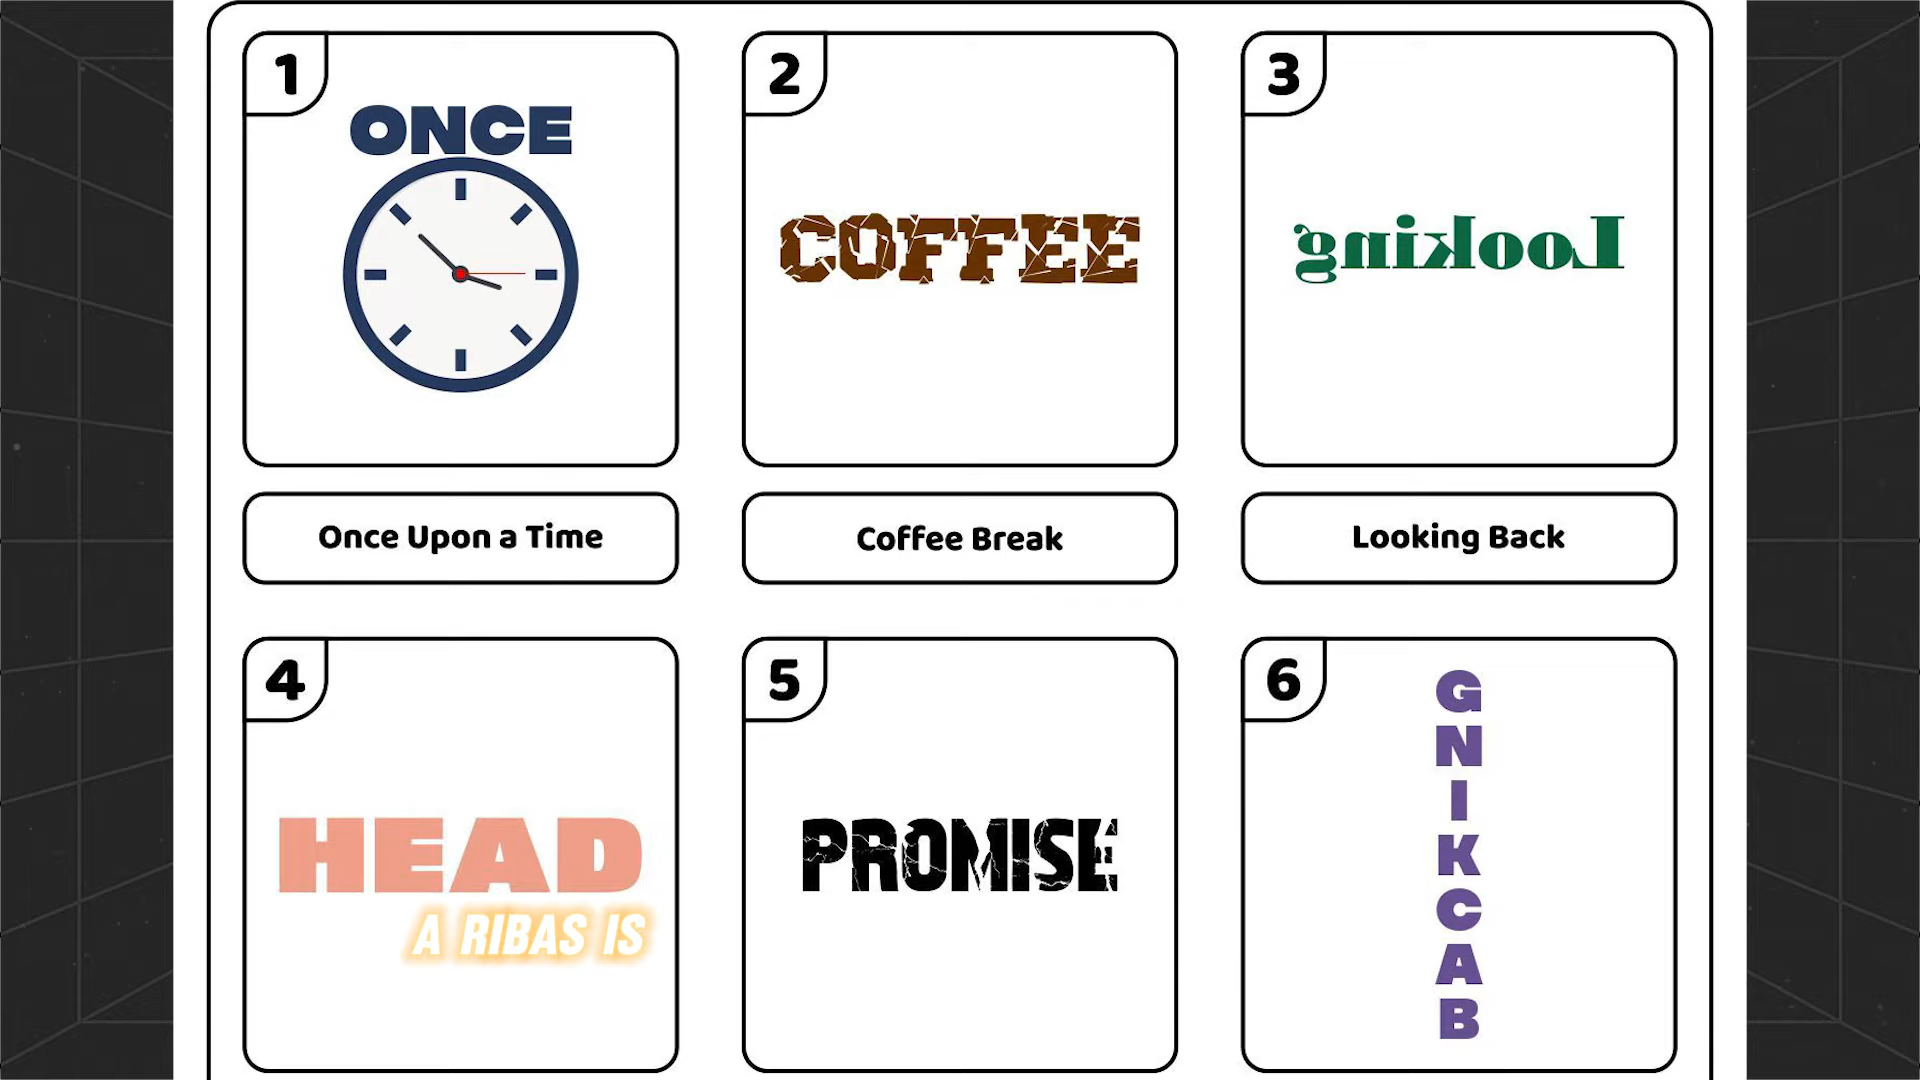 1
ONCE
Once Upon a Time
2
COFFEE
Coffee Break
3
Looking
Looking Back
4
HEAD
A RIBAS IS
5
PROMISE
6
G
N
I
K
C
A
B